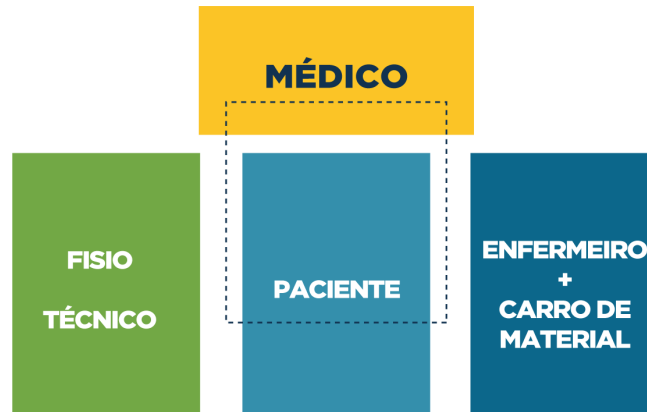 MÉDICO
FISIO
TÉCNICO
PACIENTE
ENFERMEIRO
+
CARRO DE
MATERIAL